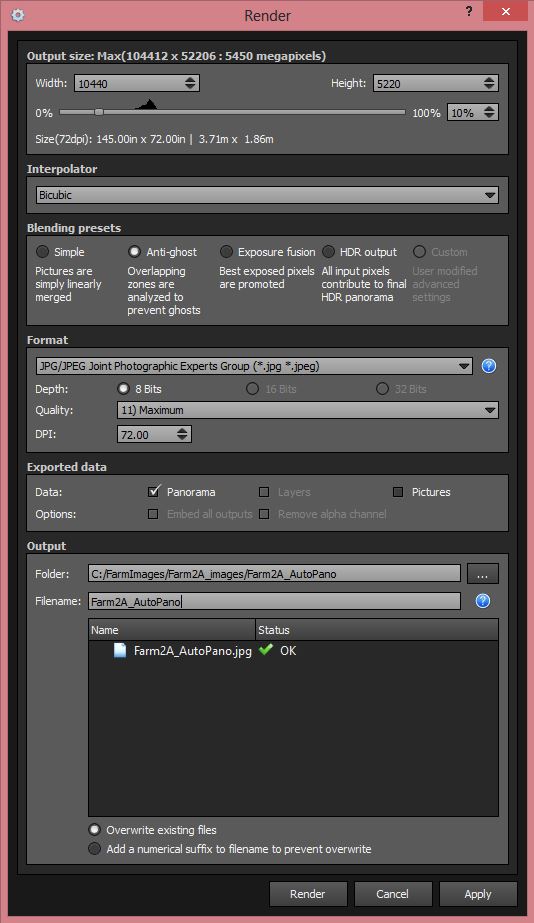 Render
?
Output size: Max(104412 x 52206 : 5450 megapixels)
Width: 10440 Height: 5220
0% 100% 10%
Size(72dpi): 145.00in x 72.00in | 3.71m x 1.86m
Interpolator
Bicubic
Blending presets
Simple Anti-ghost Exposure fusion HDR output Custom
Pictures are Overlapping Best exposed pixels All input pixels User modified
simply linearly zones are are promoted contribute to final advanced
merged analyzed to HDR panorama settings
prevent ghosts
Format
JPG/JPEG Joint Photographic Experts Group (*.jpg *.jpeg) ?
Depth: 8 Bits 16 Bits 32 Bits
Quality: 11) Maximum
DPI: 72.00
Exported data
Data: Panorama Layers Pictures
Options: Embed all outputs Remove alpha channel
Output
Folder: C:/FarmImages/Farm2A_images/Farm2A_AutoPano ...
Filename: Farm2A_AutoPano ?
Name Status
Farm2A_AutoPano.jpg OK
Overwrite existing files
Add a numerical suffix to filename to prevent overwrite
Render Cancel Apply